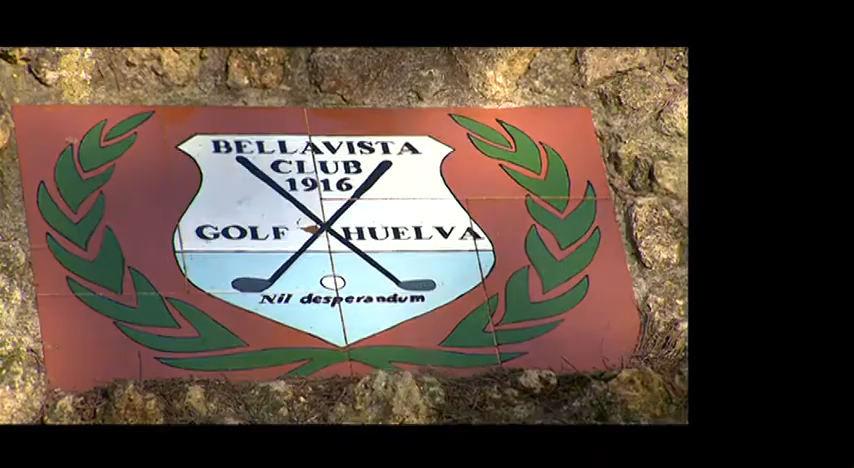 BELLAVISTA
CLUB
1916
GOLF HUELVA
Nil desperandum